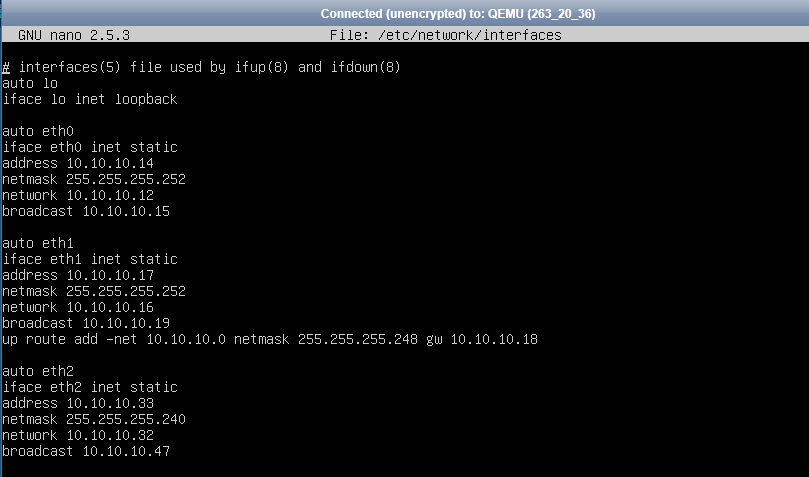 Connected (unencrypted) to: QEMU (263_20_36)
GNU nano 2.5.3 File: /etc/network/interfaces
# interfaces(5) file used by ifup(8) and ifdown(8)
auto lo
iface lo inet loopback
auto eth0
iface eth0 inet static
address 10.10.10.14
netmask 255.255.255.252
network 10.10.10.12
broadcast 10.10.10.15
auto eth1
iface eth1 inet static
address 10.10.10.17
netmask 255.255.255.252
network 10.10.10.16
broadcast 10.10.10.19
up route add -net 10.10.10.0 netmask 255.255.255.248 gw 10.10.10.18
auto eth2
iface eth2 inet static
address 10.10.10.33
netmask 255.255.255.240
network 10.10.10.32
broadcast 10.10.10.47